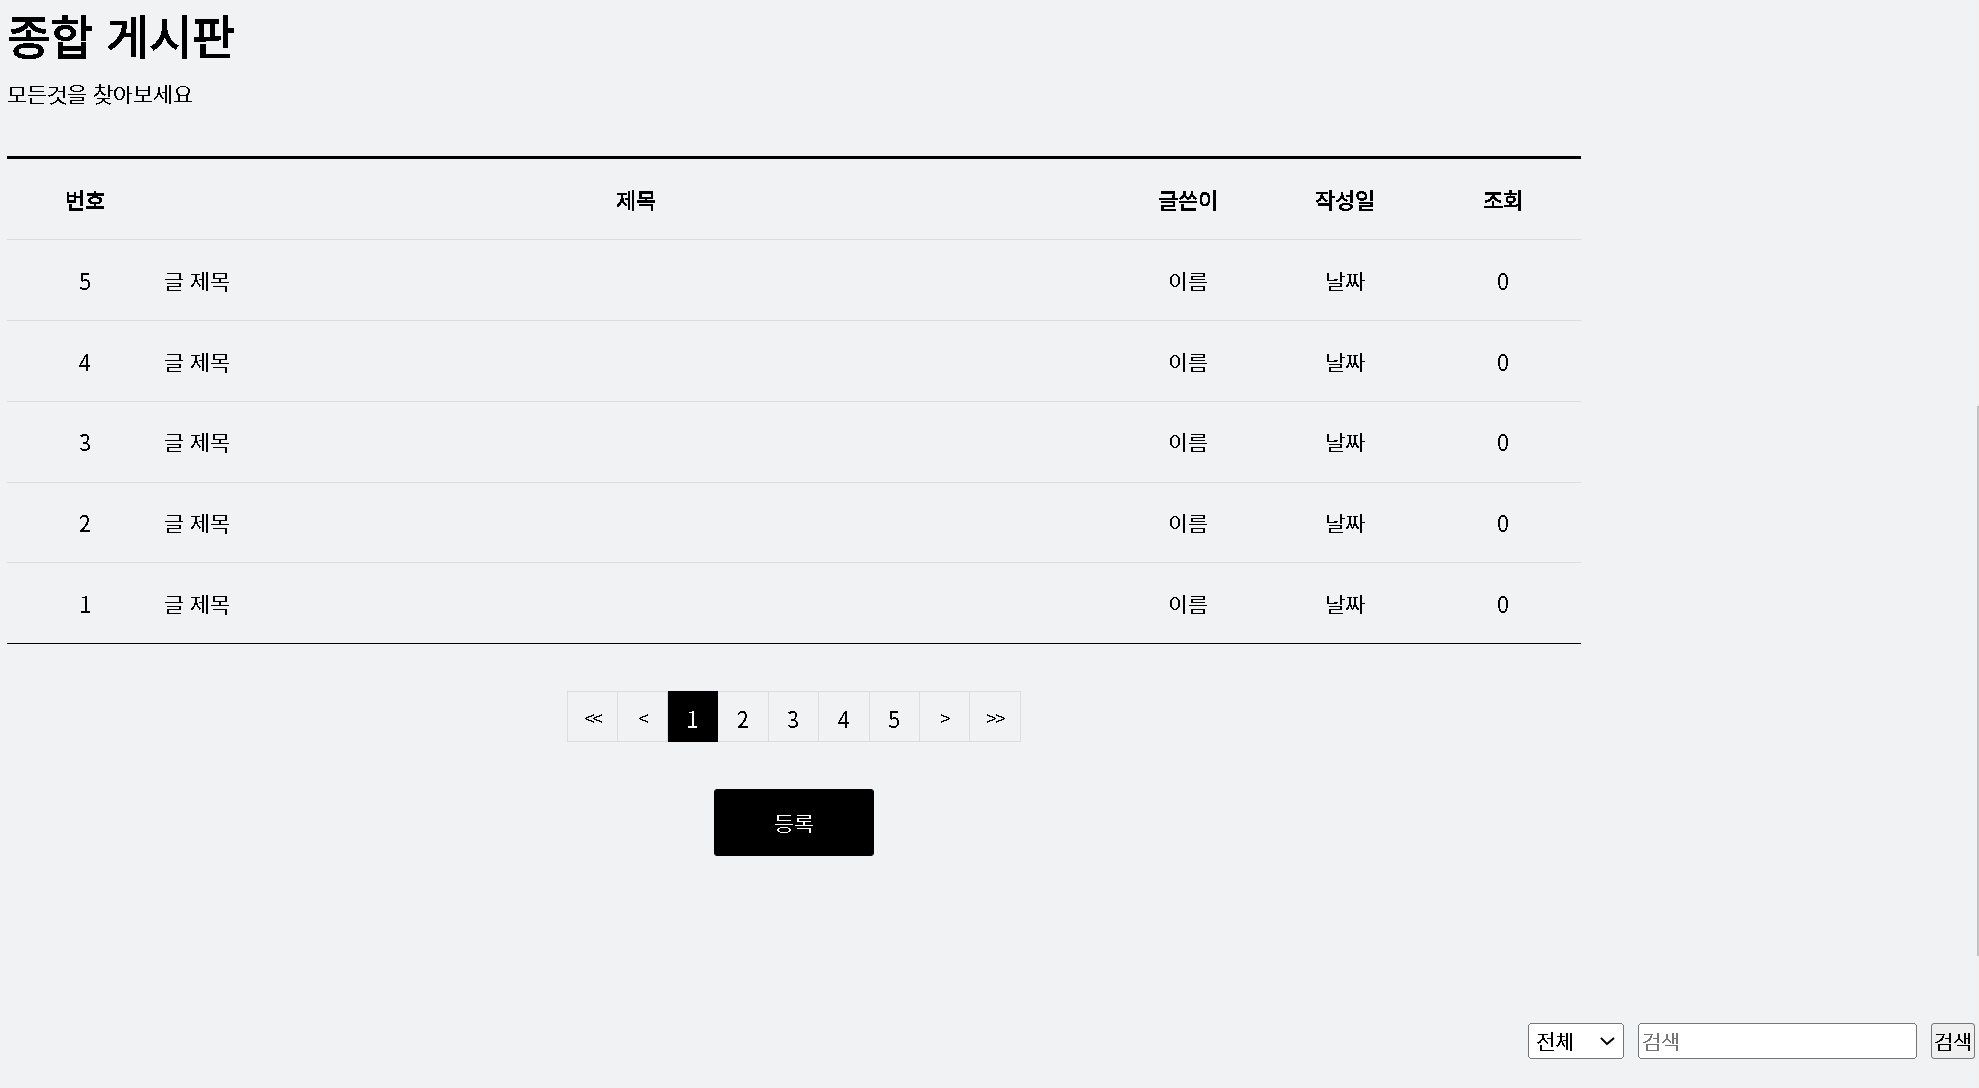 종합 게시판
모든것을 찾아보세요
번호 제목 글쓴이 작성일 조회
5 글 제목 이름 날짜 0
4 글 제목 이름 날짜 0
3 글 제목 이름 날짜 0
2 글 제목 이름 날짜 0
1 글 제목 이름 날짜 0
<< < 1 2 3 4 5 > >>
등록
전체 검색 검색